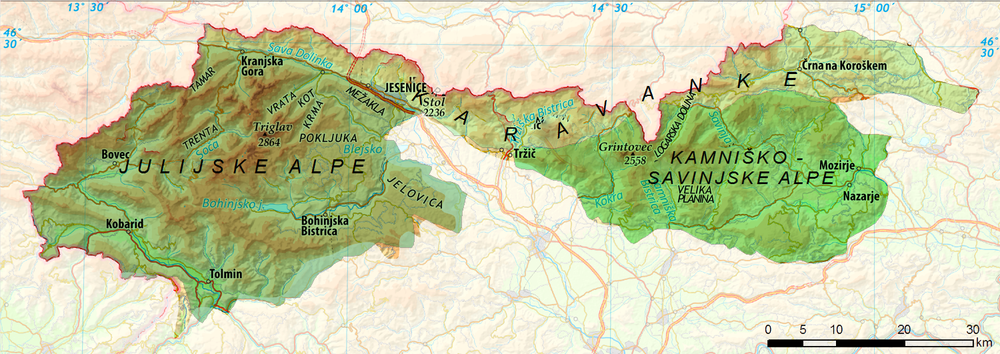 13° 30´
14° 00´
14° 30´
15° 00´
46°
30´
46°
30´
Sava Dolinka
Kranjska
Gora
TAMAR
JESENICE
MEŽAKLA
VRATA
KOT
KRMA
Stol
2236
Triglav
2864
TRENTA
Soča
POKLJUKA
Blejsko
Bovec
JULIJSKE ALPE
JELOVICA
Bohinjsko j.
Bohinjska
Bistrica
Kobarid
Tolmin
KARAVANKE
Tržiška Bistrica
Tržič
Črna na Koroškem
LOGARSKA DOLINA
Savinja
Grintovec
2558
KAMNIŠKO -
SAVINJSKE ALPE
VELIKA
PLANINA
Kokra
Kamniška
Bistrica
Mozirje
Nazarje
0 5 10 20 30
km